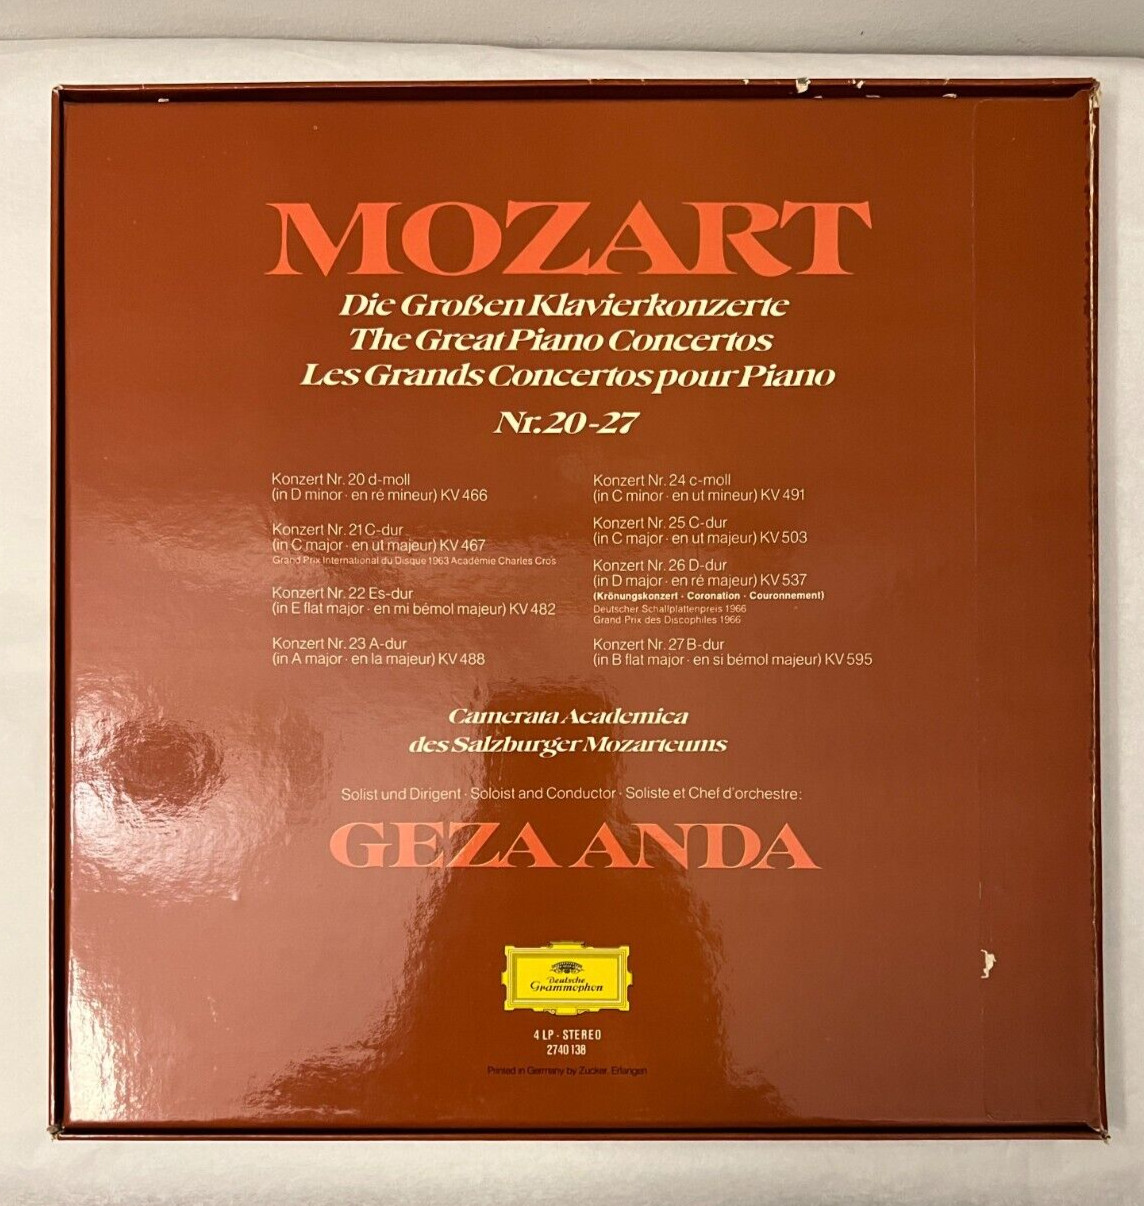 MOZART
Die Großen Klavierkonzerte
The Great Piano Concertos
Les Grands Concertos pour Piano
Nr. 20-27
Konzert Nr. 20 d-moll
(in D minor · en ré mineur) KV 466
Konzert Nr. 21 C-dur
(in C major · en ut majeur) KV 467
Grand Prix International du Disque 1963 Académie Charles Cros
Konzert Nr. 22 Es-dur
(in E flat major · en mi bémol majeur) KV 482
Konzert Nr. 23 A-dur
(in A major · en la majeur) KV 488
Konzert Nr. 24 c-moll
(in C minor · en ut mineur) KV 491
Konzert Nr. 25 C-dur
(in C major · en ut majeur) KV 503
Konzert Nr. 26 D-dur
(in D major · en ré majeur) KV 537
(Krönungskonzert · Coronation · Couronnement)
Deutscher Schallplattenpreis 1966
Grand Prix des Discophiles 1966
Konzert Nr. 27 B-dur
(in B flat major · en si bémol majeur) KV 595
Camerata Academica
des Salzburger Mozarteums
Solist und Dirigent · Soloist and Conductor · Soliste et Chef d'orchestre:
GEZA ANDA
Deutsche
Grammophon
4 LP · STEREO
2740 138
Printed in Germany by Zucker, Erlangen